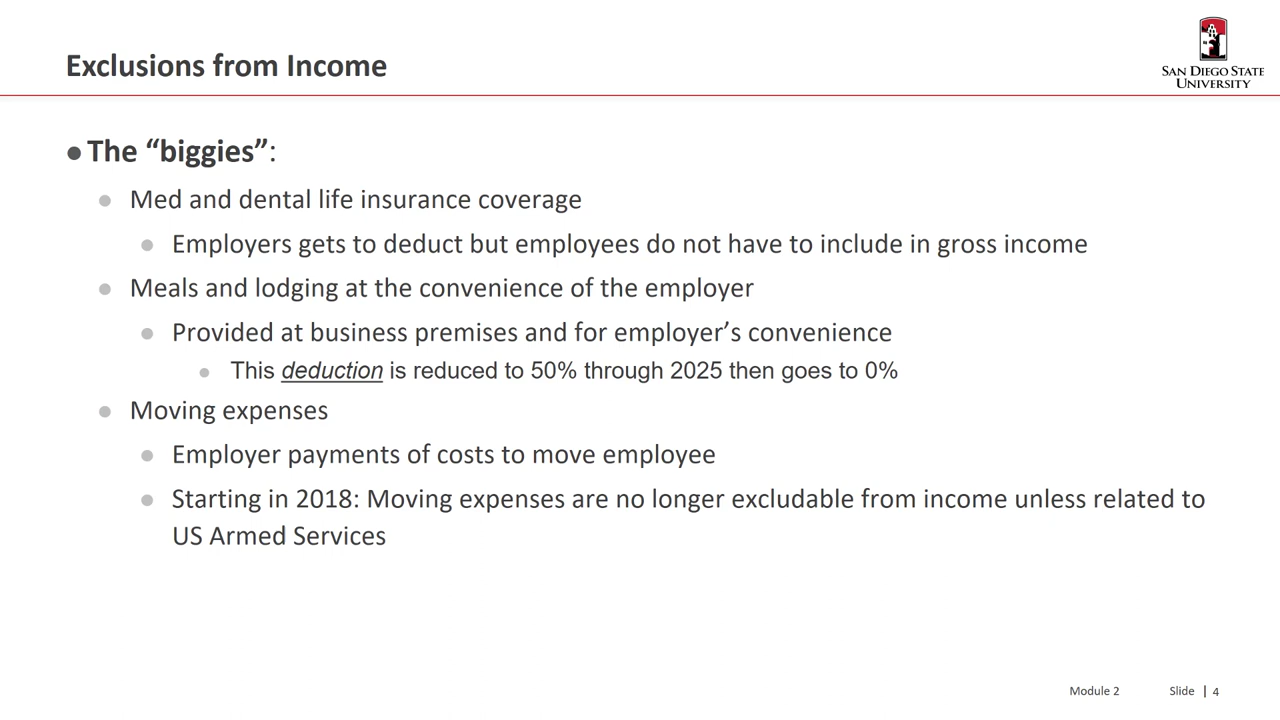 Exclusions from Income
SAN DIEGO STATE
UNIVERSITY
The “biggies”:
Med and dental life insurance coverage
Employers gets to deduct but employees do not have to include in gross income
Meals and lodging at the convenience of the employer
Provided at business premises and for employer’s convenience
This deduction is reduced to 50% through 2025 then goes to 0%
Moving expenses
Employer payments of costs to move employee
Starting in 2018: Moving expenses are no longer excludable from income unless related to
US Armed Services
Module 2 Slide | 4